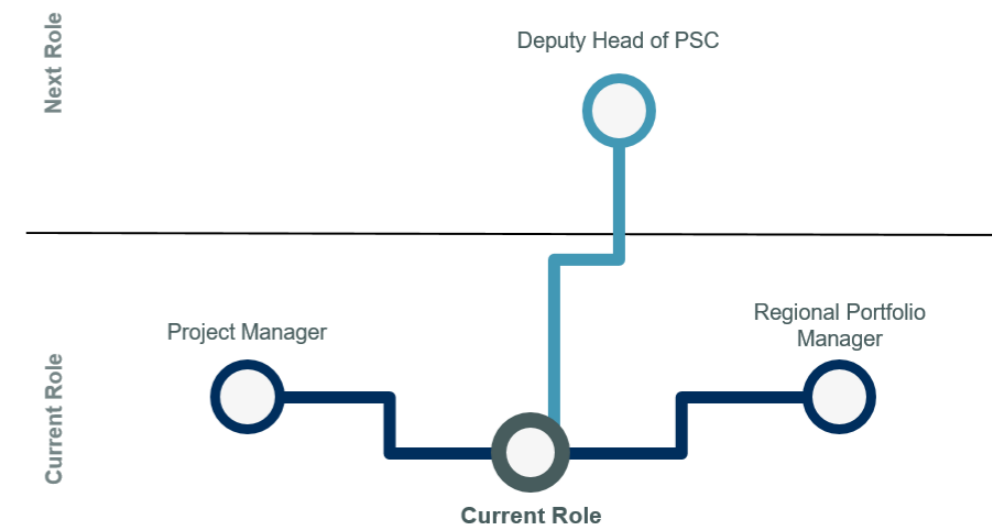 Next Role
Deputy Head of PSC
Current Role
Project Manager
Regional Portfolio
Manager
Current Role